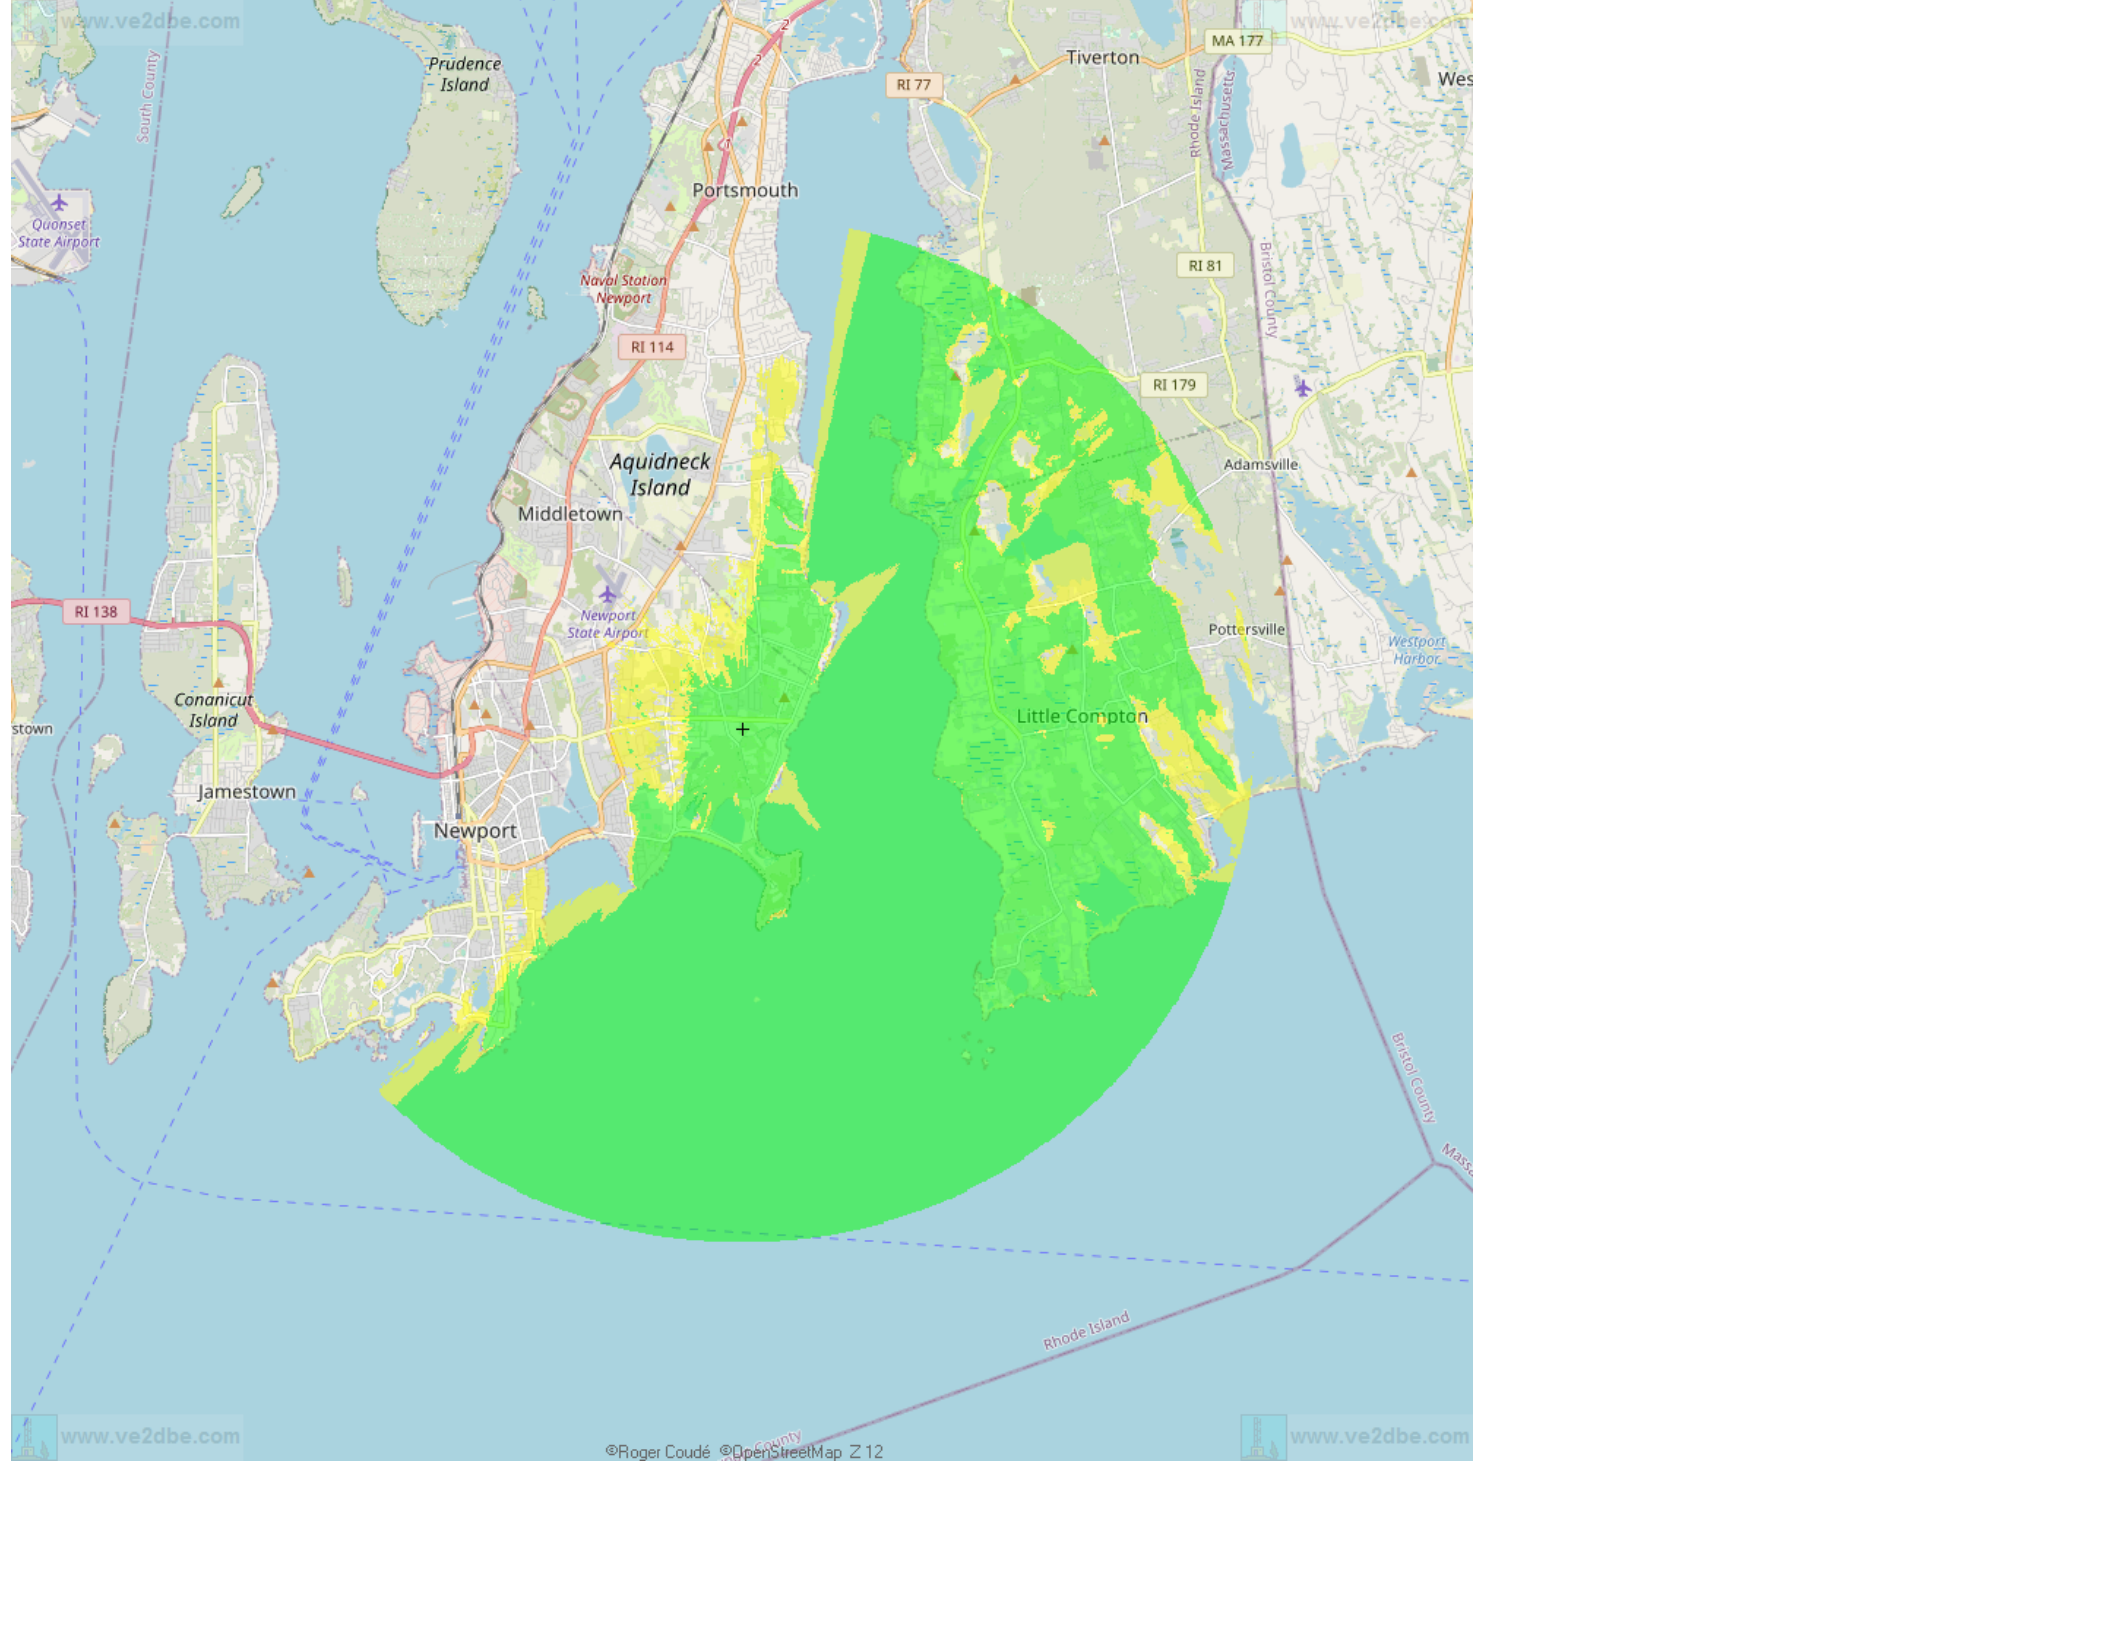 www.ve2dbe.com
www.ve2dbe.com
MA 177
Tiverton
Prudence
Island
Wes
RI 77
South County
Rhode Island
Massachusetts
Portsmouth
Quonset
State Airport
RI 81
Bristol County
Naval Station
Newport
RI 114
RI 179
Aquidneck
Island
Adamsville
Middletown
RI 138
Newport
State Airport
Pottersville
Westport
Harbor
Conanicut
Island
Little Compton
stown
Jamestown
Newport
Bristol County
Massa
Rhode Island
www.ve2dbe.com
County
www.ve2dbe.com
©Roger Coudé ©OpenStreetMap Z 12